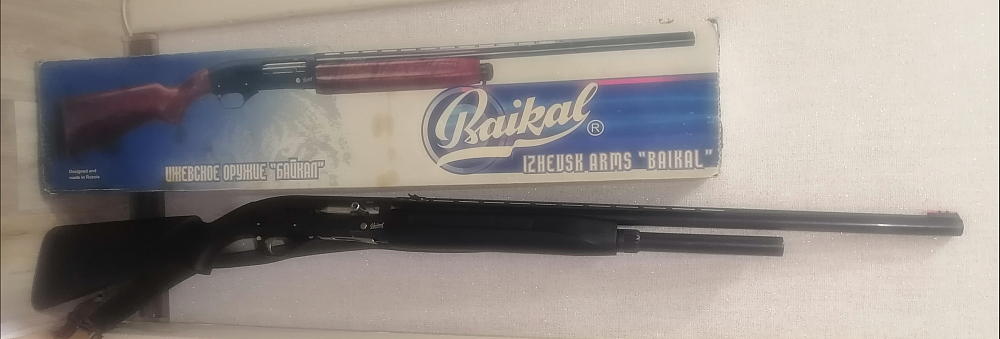 Baikal ®
IZHEVSK ARMS "BAIKAL"
Designed and
made in Russia
ИЖЕВСКОЕ ОРУЖИЕ "БАЙКАЛ"